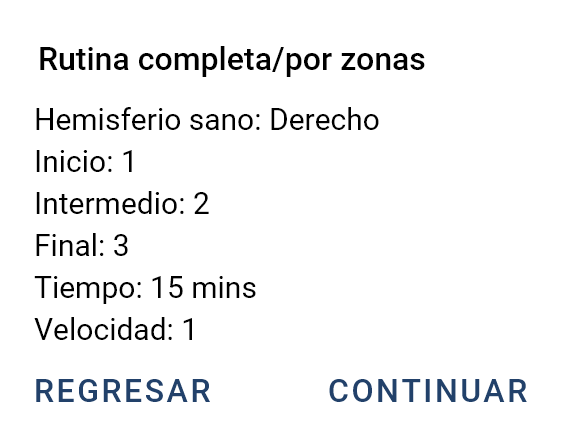 Rutina completa/por zonas
Hemisferio sano: Derecho
Inicio: 1
Intermedio: 2
Final: 3
Tiempo: 15 mins
Velocidad: 1
REGRESAR CONTINUAR